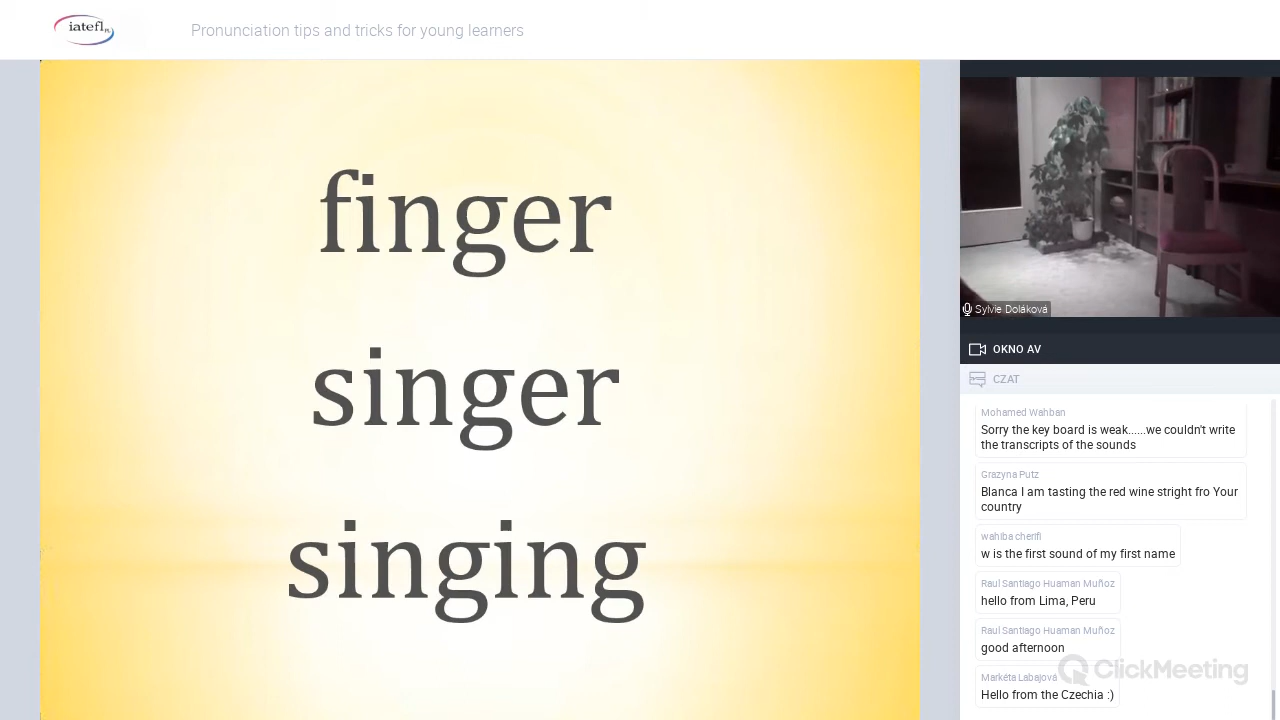 iatefl PL
Pronunciation tips and tricks for young learners
finger
singer
singing
Sylvie Doláková
OKNO AV
CZAT
Mohamed Wahban
Sorry the key board is weak......we couldn't write
the transcripts of the sounds
Grazyna Putz
Blanca I am tasting the red wine stright fro Your
country
wahiba cherifi
w is the first sound of my first name
Raul Santiago Huaman Muñoz
hello from Lima, Peru
Raul Santiago Huaman Muñoz
good afternoon
ClickMeeting
Markéta Labajová
Hello from the Czechia :)